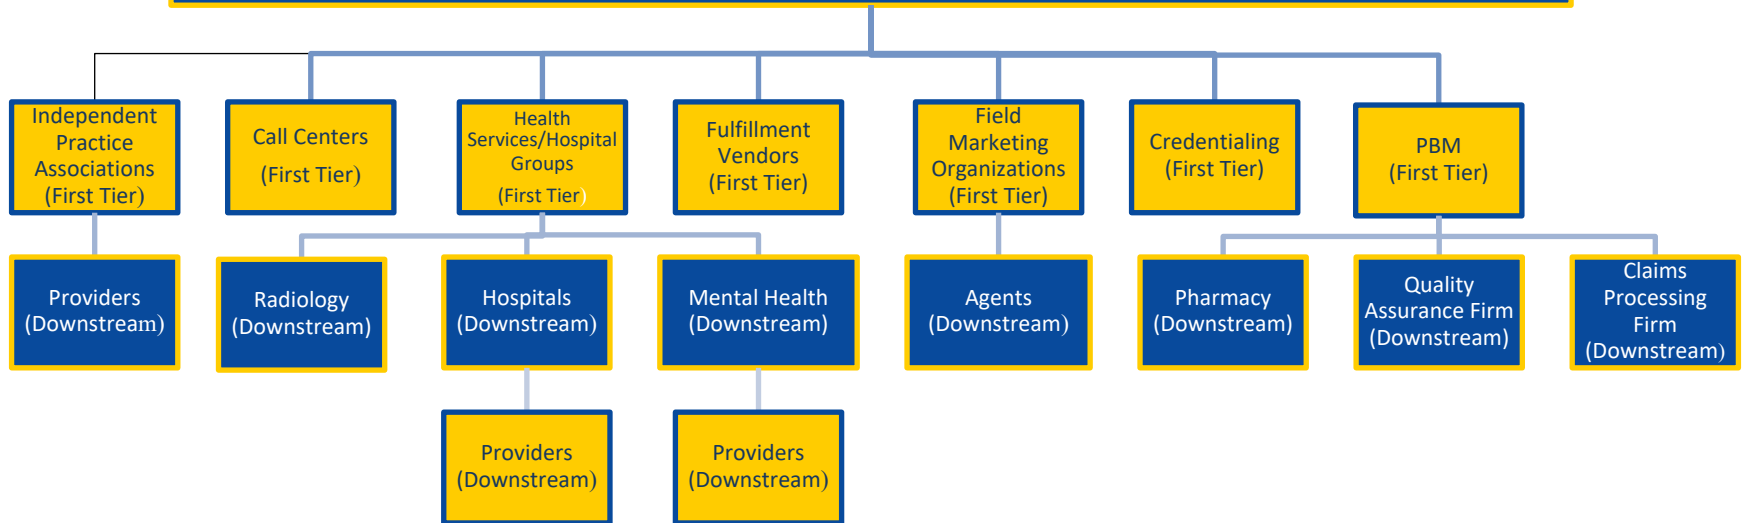 Independent
Practice
Associations
(First Tier)
Call Centers
(First Tier)
Health
Services/Hospital
Groups
(First Tier)
Fulfillment
Vendors
(First Tier)
Field
Marketing
Organizations
(First Tier)
Credentialing
(First Tier)
PBM
(First Tier)
Providers
(Downstream)
Radiology
(Downstream)
Hospitals
(Downstream)
Mental Health
(Downstream)
Agents
(Downstream)
Pharmacy
(Downstream)
Quality
Assurance Firm
(Downstream)
Claims
Processing
Firm
(Downstream)
Providers
(Downstream)
Providers
(Downstream)